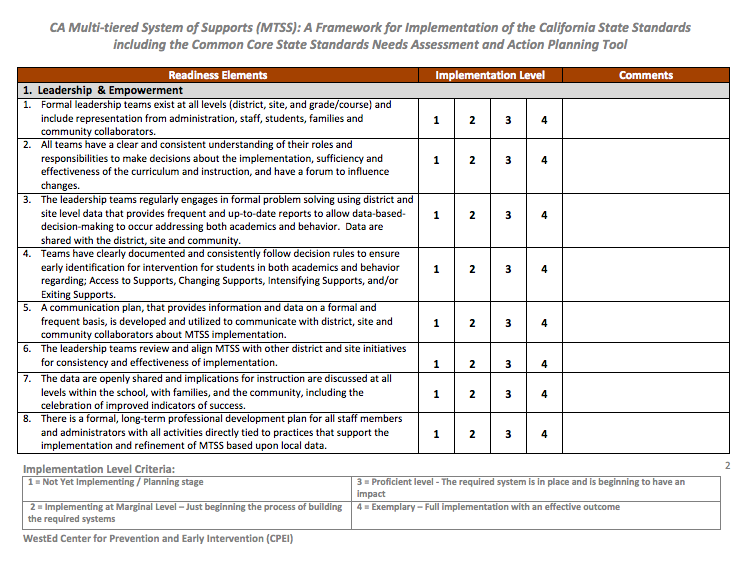 CA Multi-tiered System of Supports (MTSS): A Framework for Implementation of the California State Standards
including the Common Core State Standards Needs Assessment and Action Planning Tool
Readiness Elements Implementation Level Comments
1. Leadership & Empowerment
1. Formal leadership teams exist at all levels (district, site, and grade/course) and
include representation from administration, staff, students, families and
community collaborators.
1 2 3 4
2. All teams have a clear and consistent understanding of their roles and
responsibilities to make decisions about the implementation, sufficiency and
effectiveness of the curriculum and instruction, and have a forum to influence
changes.
1 2 3 4
3. The leadership teams regularly engages in formal problem solving using district and
site level data that provides frequent and up-to-date reports to allow data-based-
decision-making to occur addressing both academics and behavior. Data are
shared with the district, site and community.
1 2 3 4
4. Teams have clearly documented and consistently follow decision rules to ensure
early identification for intervention for students in both academics and behavior
regarding; Access to Supports, Changing Supports, Intensifying Supports, and/or
Exiting Supports.
1 2 3 4
5. A communication plan, that provides information and data on a formal and
frequent basis, is developed and utilized to communicate with district, site and
community collaborators about MTSS implementation.
1 2 3 4
6. The leadership teams review and align MTSS with other district and site initiatives
for consistency and effectiveness of implementation.
1 2 3 4
7. The data are openly shared and implications for instruction are discussed at all
levels within the school, with families, and the community, including the
celebration of improved indicators of success.
1 2 3 4
8. There is a formal, long-term professional development plan for all staff members
and administrators with all activities directly tied to practices that support the
implementation and refinement of MTSS based upon local data.
1 2 3 4
2
Implementation Level Criteria:
1 = Not Yet Implementing / Planning stage
3 = Proficient level - The required system is in place and is beginning to have an
impact
2 = Implementing at Marginal Level – Just beginning the process of building
the required systems
4 = Exemplary – Full implementation with an effective outcome
WestEd Center for Prevention and Early Intervention (CPEI)